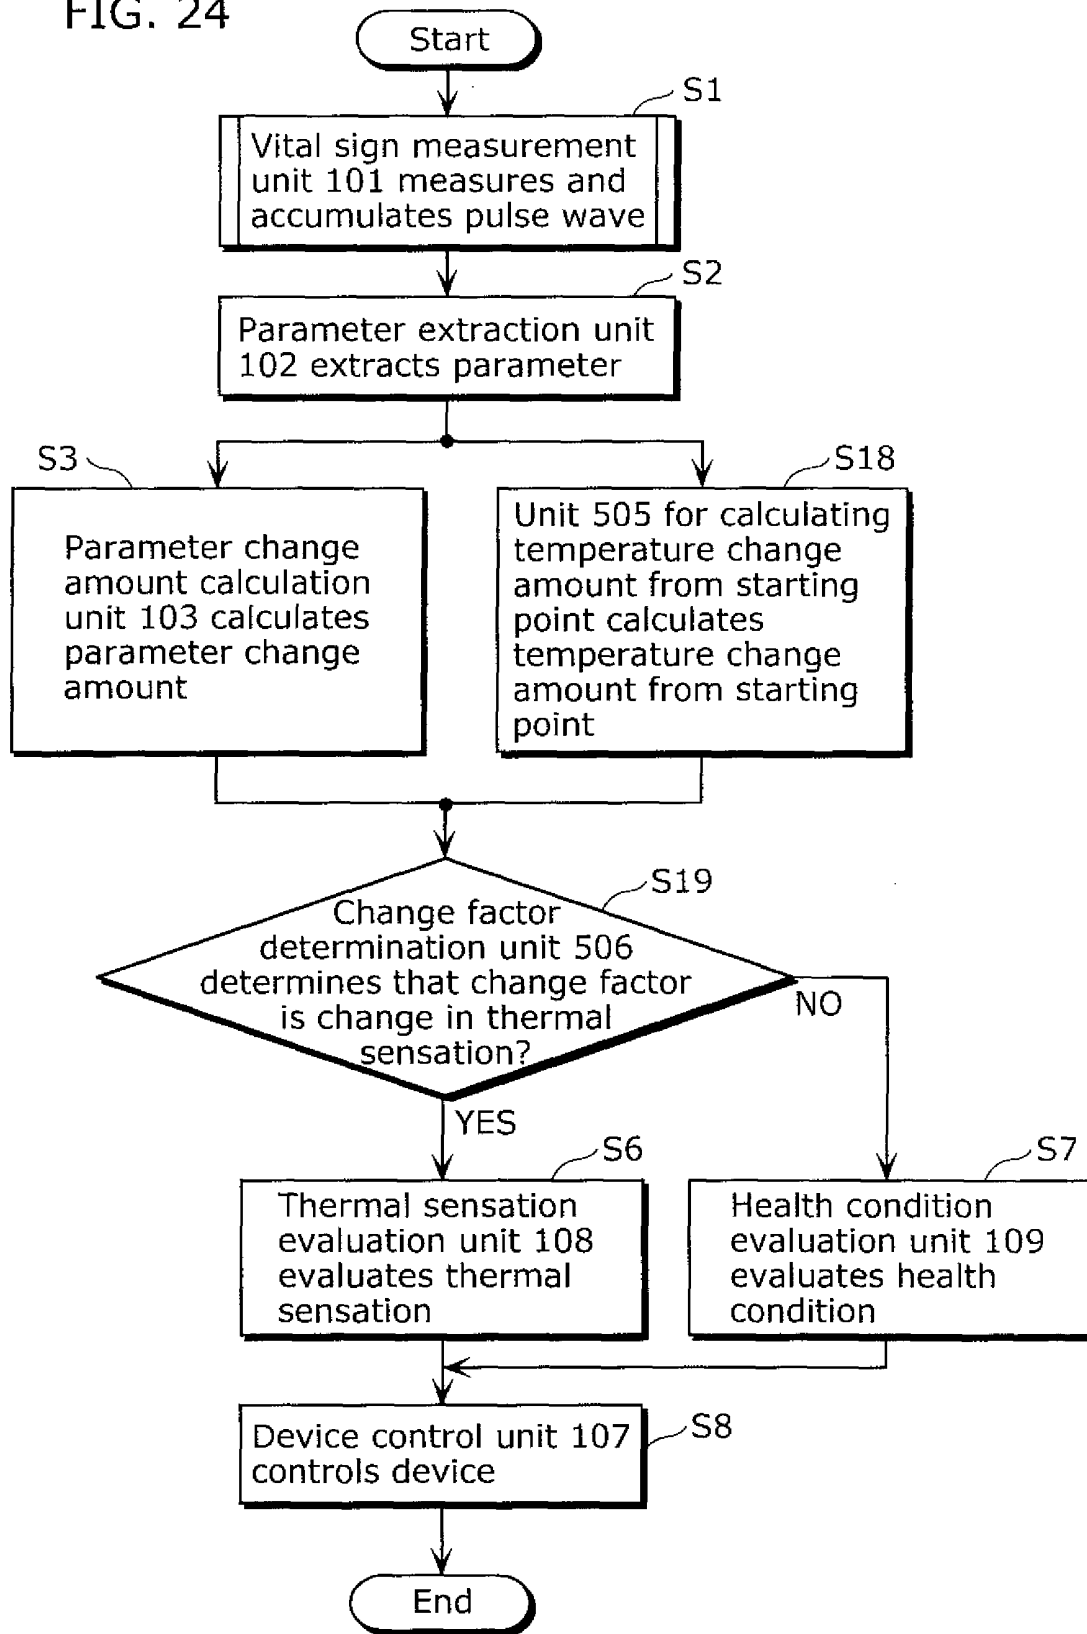 FIG. 24
Start
S1
Vital sign measurement
unit 101 measures and
accumulates pulse wave
S2
Parameter extraction unit
102 extracts parameter
S3
Parameter change
amount calculation
unit 103 calculates
parameter change
amount
S18
Unit 505 for calculating
temperature change
amount from starting
point calculates
temperature change
amount from starting
point
S19
Change factor
determination unit 506
determines that change factor
is change in thermal
sensation?
NO
YES
S6
Thermal sensation
evaluation unit 108
evaluates thermal
sensation
S7
Health condition
evaluation unit 109
evaluates health
condition
S8
Device control unit 107
controls device
End